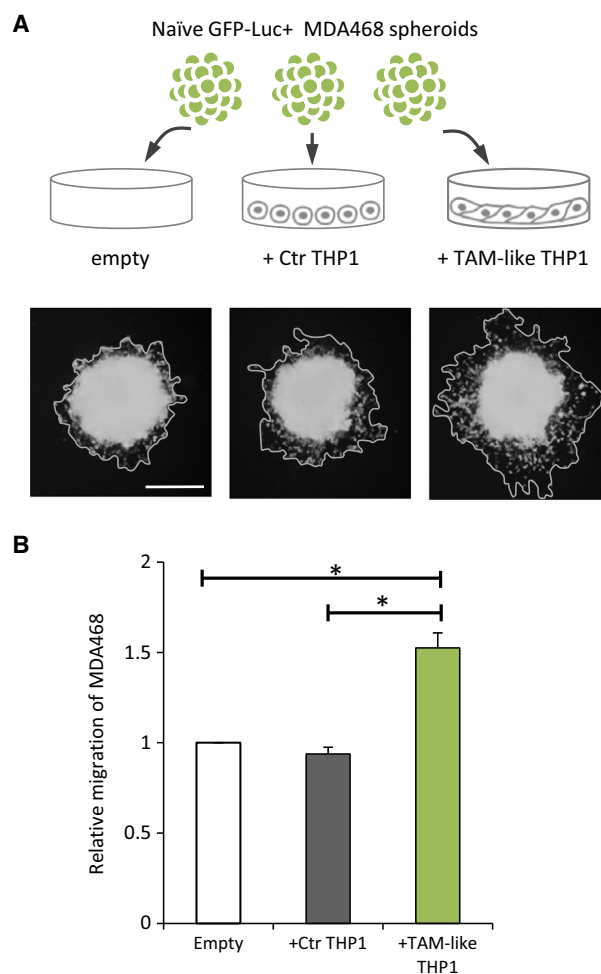 A
Naïve GFP-Luc+ MDA468 spheroids
empty
+ Ctr THP1
+ TAM-like THP1
B
Relative migration of MDA468
2
1.5
1
0.5
0
*
*
Empty
+Ctr THP1
+TAM-like
THP1